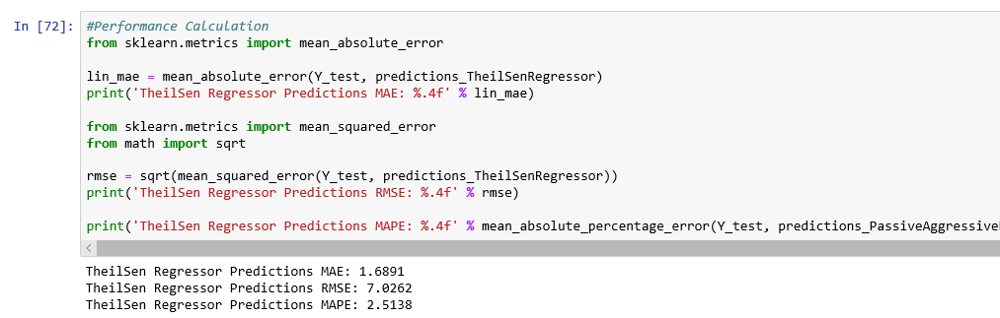 In [72]: #Performance Calculation
from sklearn.metrics import mean_absolute_error
lin_mae = mean_absolute_error(Y_test, predictions_TheilSenRegressor)
print('TheilSen Regressor Predictions MAE: %.4f' % lin_mae)
from sklearn.metrics import mean_squared_error
from math import sqrt
rmse = sqrt(mean_squared_error(Y_test, predictions_TheilSenRegressor))
print('TheilSen Regressor Predictions RMSE: %.4f' % rmse)
print('TheilSen Regressor Predictions MAPE: %.4f' % mean_absolute_percentage_error(Y_test, predictions_PassiveAggressive
TheilSen Regressor Predictions MAE: 1.6891
TheilSen Regressor Predictions RMSE: 7.0262
TheilSen Regressor Predictions MAPE: 2.5138